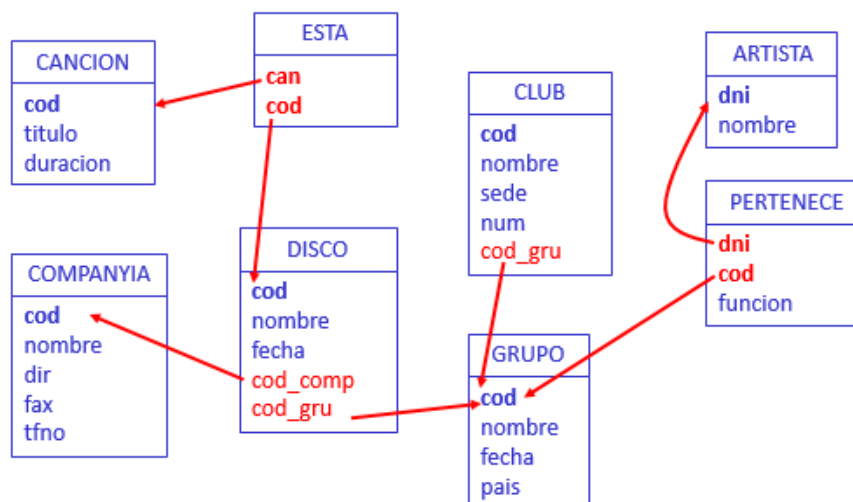 CANCION
cod
titulo
duracion
ESTA
can
cod
CLUB
cod
nombre
sede
num
cod_gru
ARTISTA
dni
nombre
PERTENECE
dni
cod
funcion
COMPANYIA
cod
nombre
dir
fax
tfno
DISCO
cod
nombre
fecha
cod_comp
cod_gru
GRUPO
cod
nombre
fecha
pais